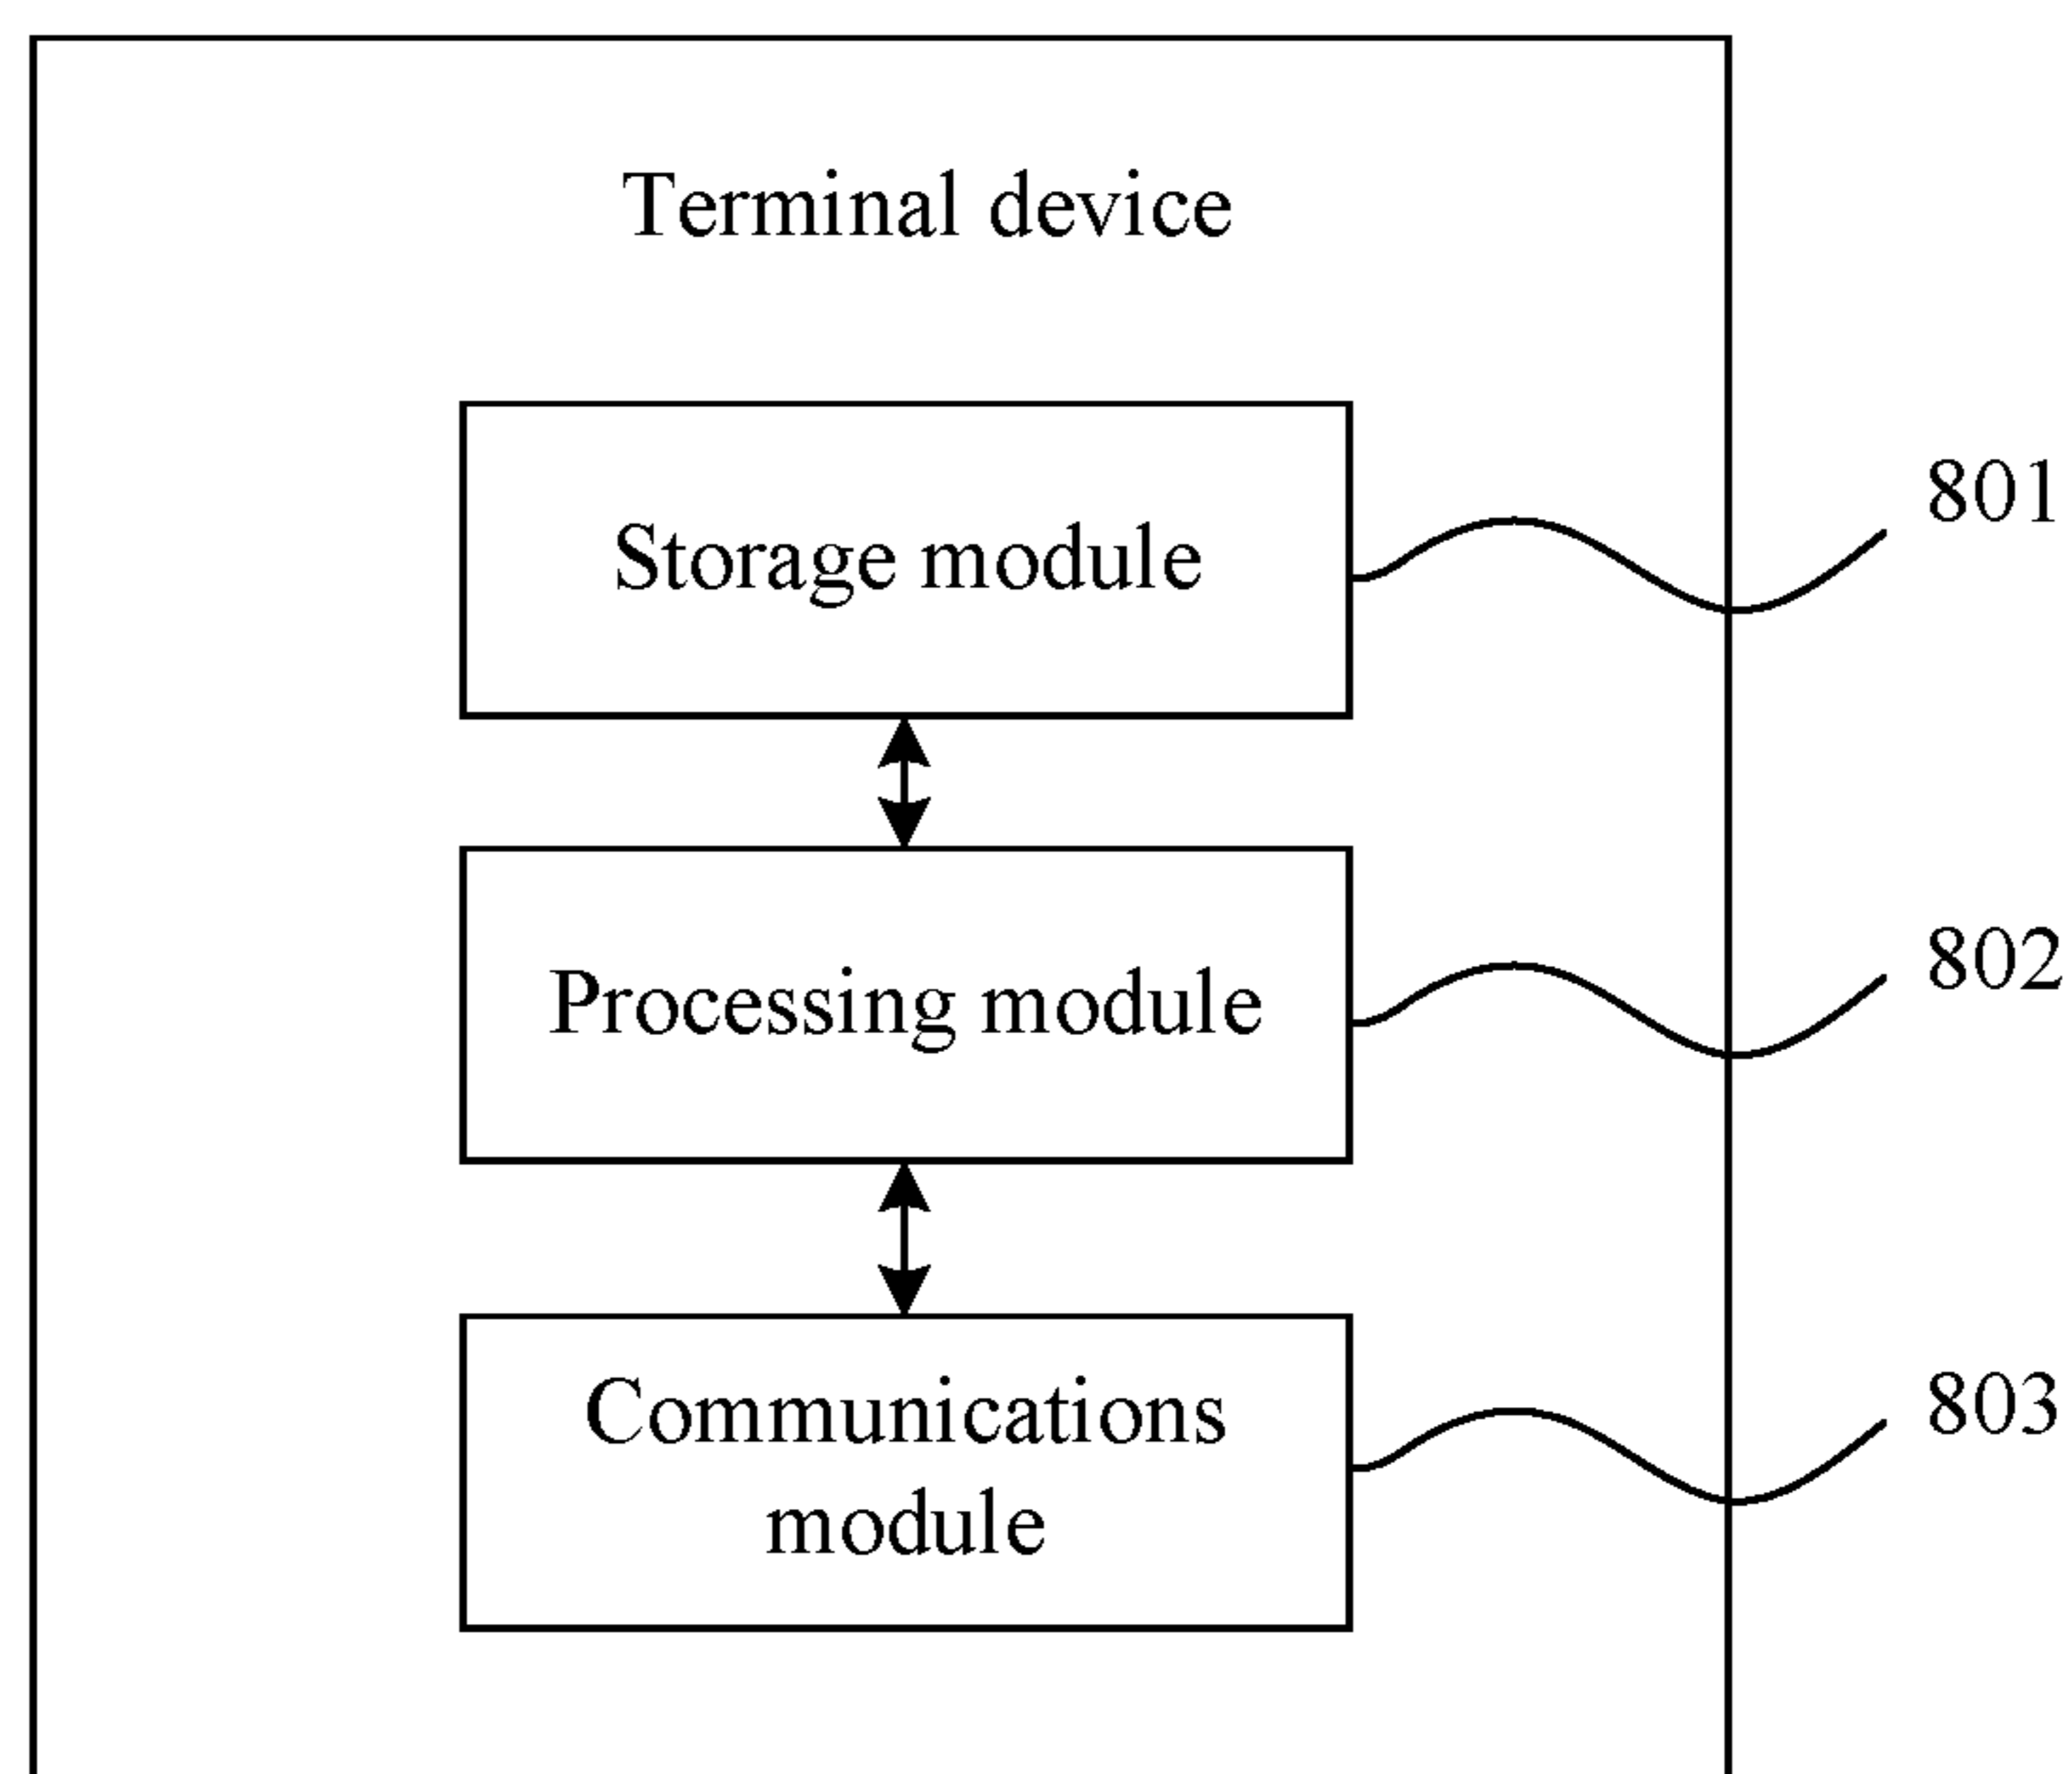 Terminal device
Storage module
801
Processing module
802
Communications
module
803